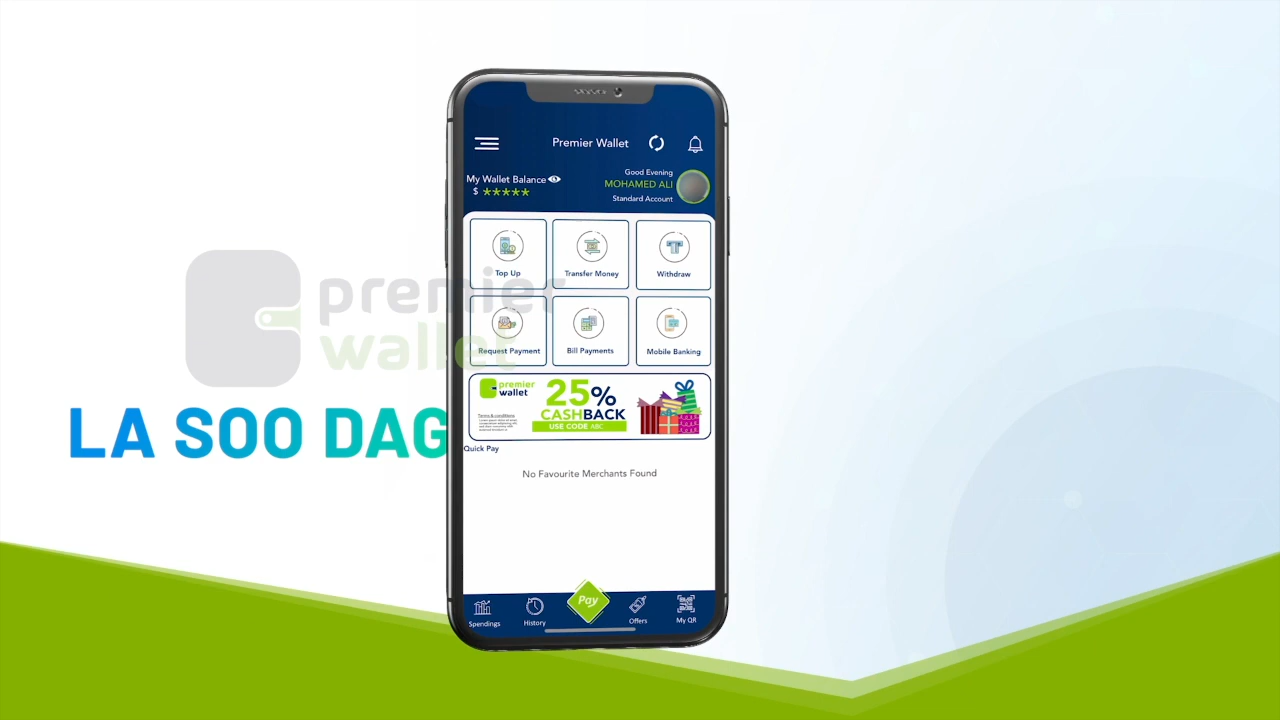 Premier Wallet
Good Evening
My Wallet Balance
MOHAMED ALI
$ *****
Standard Account
Top Up
Transfer Money
Withdraw
premier
wallet
Request Payment
Bill Payments
Mobile Banking
premier
wallet
25%
CASHBACK
USE CODE ABC
Terms & conditions
LA SOO DAG
Quick Pay
No Favourite Merchants Found
Pay
Spendings
History
Offers
My QR